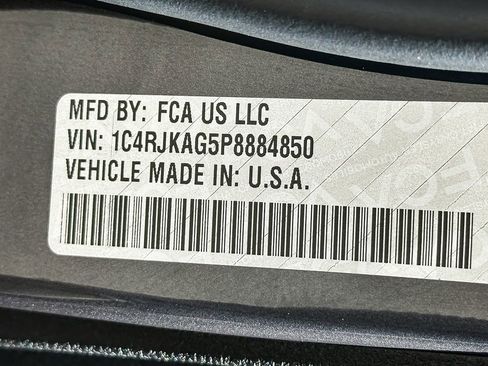 MFD BY: FCA US LLC
VIN: 1C4RJKAG5P8884850
VEHICLE MADE IN: U.S.A.